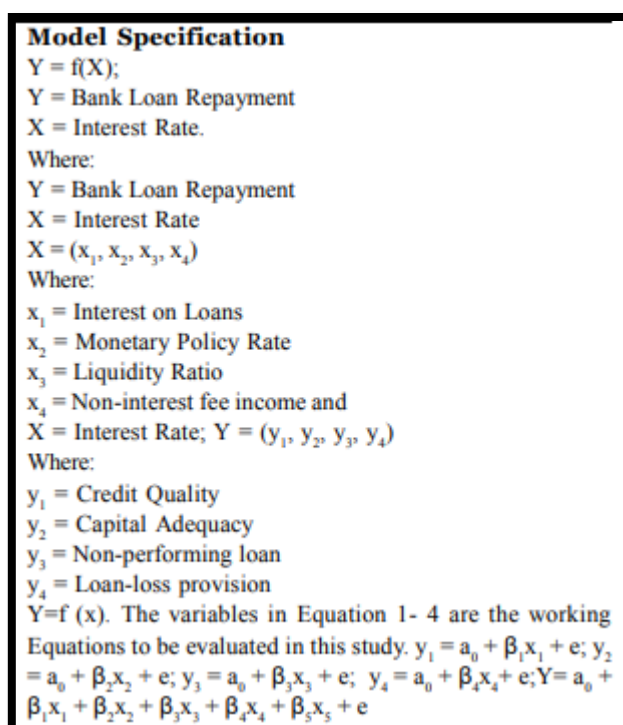 Model Specification
Y = f(X);
Y = Bank Loan Repayment
X = Interest Rate.
Where:
Y = Bank Loan Repayment
X = Interest Rate
X = (x₁, x₂, x₃, x₄)
Where:
x₁ = Interest on Loans
x₂ = Monetary Policy Rate
x₃ = Liquidity Ratio
x₄ = Non-interest fee income and
X = Interest Rate; Y = (y₁, y₂, y₃, y₄)
Where:
y₁ = Credit Quality
y₂ = Capital Adequacy
y₃ = Non-performing loan
y₄ = Loan-loss provision
Y=f (x). The variables in Equation 1- 4 are the working
Equations to be evaluated in this study. y₁ = a₀ + β₁x₁ + e; y₂
= a₀ + β₂x₂ + e; y₃ = a₀ + β₃x₃ + e; y₄ = a₀ + β₄x₄+ e;Y= a₀ +
β₁x₁ + β₂x₂ + β₃x₃ + β₄x₄ + β₅x₅ + e